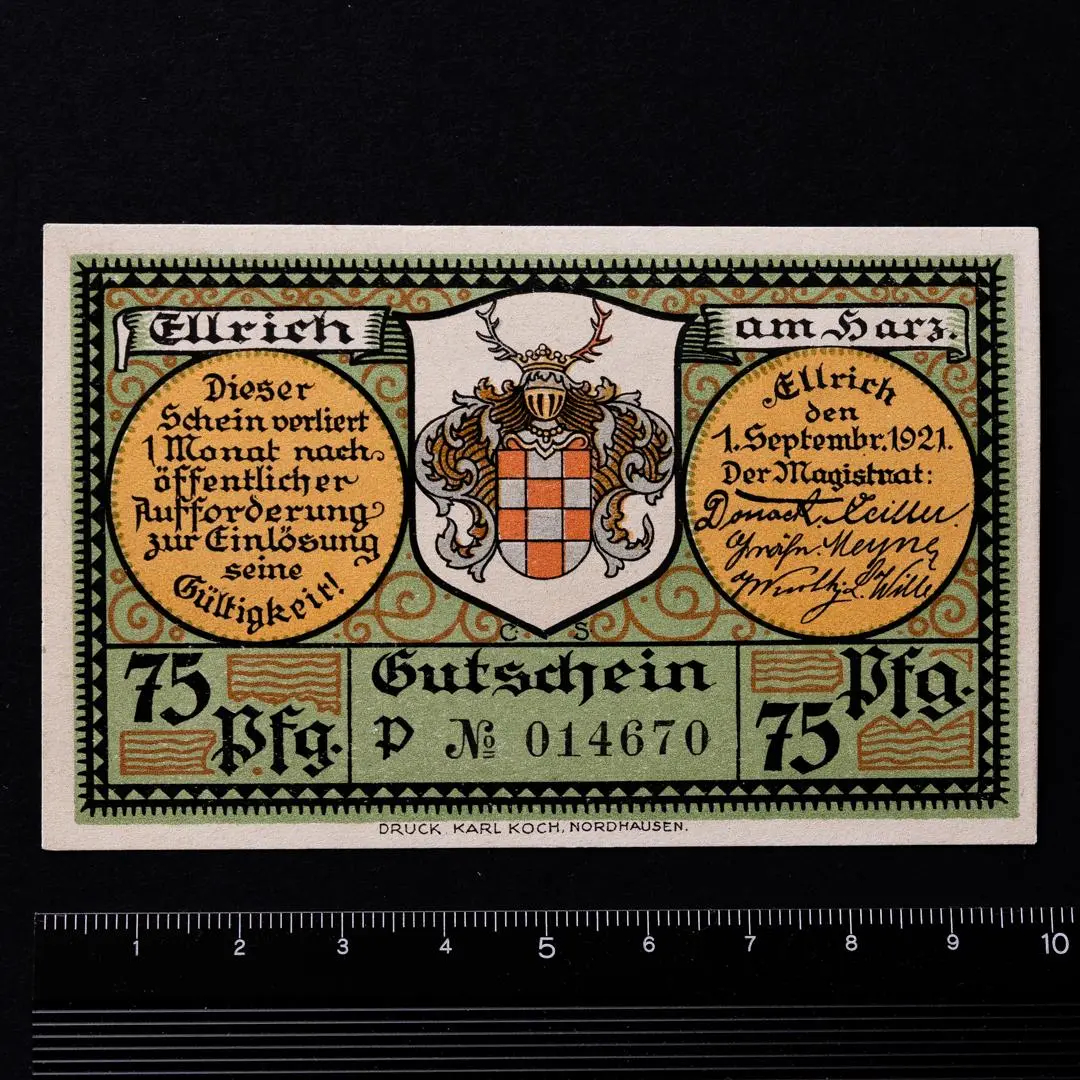 Ellrich
am Harz.
Dieser
Schein verliert
1 Monat nach
öffentlicher
Aufforderung
zur Einlösung
seine
Gültigkeit!
Ellrich
den
1. Septembr. 1921.
Der Magistrat:
Meyne
Wille
C S
75 Pfg.
Gutschein
P № 014670
75 Pfg.
DRUCK KARL KOCH, NORDHAUSEN.
1 2 3 4 5 6 7 8 9 10